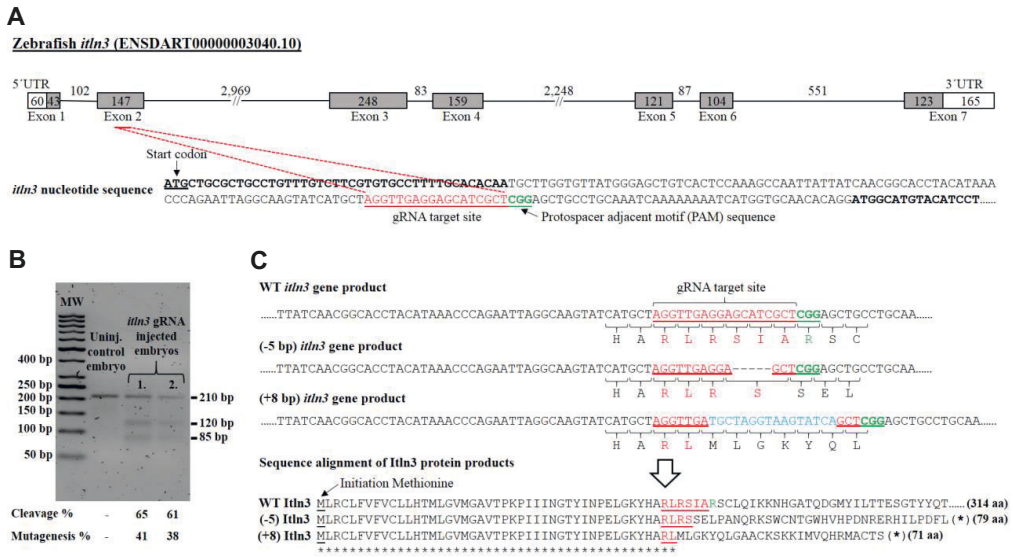 A
Zebrafish itln3 (ENSDART00000003040.10)
5´UTR
102
2,969
83
2,248
87
551
3´UTR
60 43
147
//
248
159
//
121
104
123 165
Exon 1
Exon 2
Exon 3
Exon 4
Exon 5
Exon 6
Exon 7
Start codon
itln3 nucleotide sequence
ATGCTGCGCTGCCTGTTTGTGTTCGTGTGCCTTTTGCACACAATGCTTGGTGTTATGGGAGCTGTCACTCCAAAGCCAATTATTATCAACGGCACCTACATAAA
CCCAGAATTAGGCAAGTATCATGCTAGGTTGAGGAGCATCGCTCGGAGCTGCCTGCAAATCAAAAAAAATCATGGTGCAACACAGGATGGCATGTACATCCT......
gRNA target site
Protospacer adjacent motif (PAM) sequence
B
MW
Uninj. control embryo
itln3 gRNA injected embryos
1. 2.
400 bp
250 bp
200 bp
150 bp
100 bp
50 bp
210 bp
120 bp
85 bp
Cleavage % - 65 61
Mutagenesis % - 41 38
C
WT itln3 gene product
gRNA target site
......TTATCAACGGCACCTACATAAACCCAGAATTAGGCAAGTATCATGCTAGGTTGAGGAGCATCGCTCGGAGCTGCCTGCAA......
H A R L R S I A R S C
(-5 bp) itln3 gene product
......TTATCAACGGCACCTACATAAACCCAGAATTAGGCAAGTATCATGCTAGGTTGAGGA-----GCTCGGAGCTGCCTGCAA......
H A R L R S S E L
(+8 bp) itln3 gene product
......TTATCAACGGCACCTACATAAACCCAGAATTAGGCAAGTATCATGCTAGGTTGATGCTAGGTAAGTATCAGCTCGGAGCTGCCTGCAA......
H A R L M L G K Y Q L
Sequence alignment of Itln3 protein products
Initiation Methionine
WT Itln3 MLRCLFVFVCLLHTMLGVMGAVTPKPIIINGTYINPELGKYHARLRSIARSCLQIKKNHGATQDGMYILTTESGTYYQT..... (314 aa)
(-5) Itln3 MLRCLFVFVCLLHTMLGVMGAVTPKPIIINGTYINPELGKYHARLRSSELPANQRKSWCNTGWHVHPDNRERHILPDFL (*) (79 aa)
(+8) Itln3 MLRCLFVFVCLLHTMLGVMGAVTPKPIIINGTYINPELGKYHARLMLGKYQLGAACKSKKIMVQHRMACTS (*) (71 aa)
*********************************************